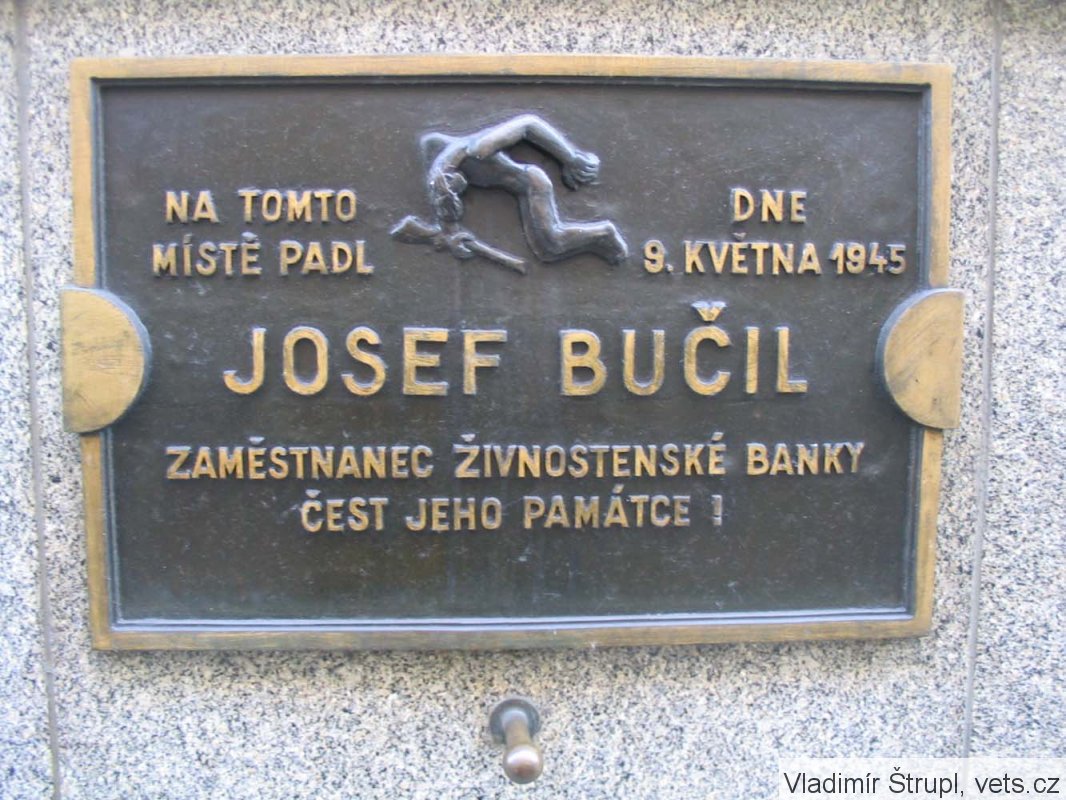 NA TOMTO
MÍSTĚ PADL
DNE
9. KVĚTNA 1945
JOSEF BUČIL
ZAMĚSTNANEC ŽIVNOSTENSKÉ BANKY
ČEST JEHO PAMÁTCE !
Vladimír Štrupl, vets.cz